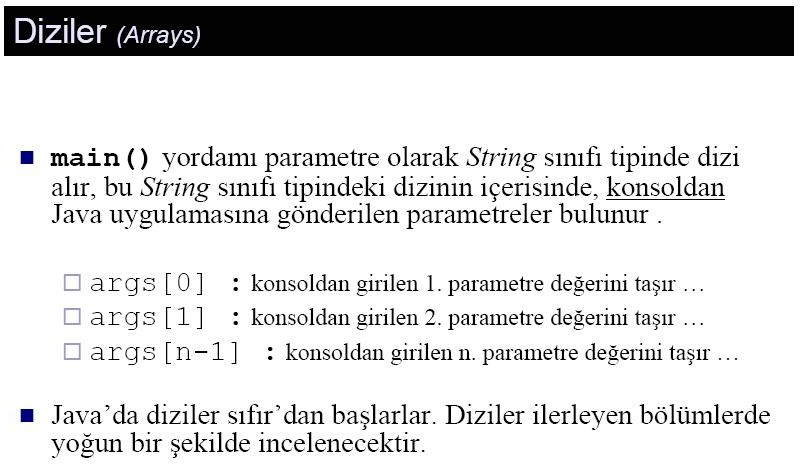 Diziler (Arrays)
main() yordamı parametre olarak String sınıfı tipinde dizi
alır, bu String sınıfı tipindeki dizinin içerisinde, konsoldan
Java uygulamasına gönderilen parametreler bulunur .
args[0] : konsoldan girilen 1. parametre değerini taşır …
args[1] : konsoldan girilen 2. parametre değerini taşır …
args[n-1] : konsoldan girilen n. parametre değerini taşır …
Java’da diziler sıfır’dan başlarlar. Diziler ilerleyen bölümlerde
yoğun bir şekilde incelenecektir.